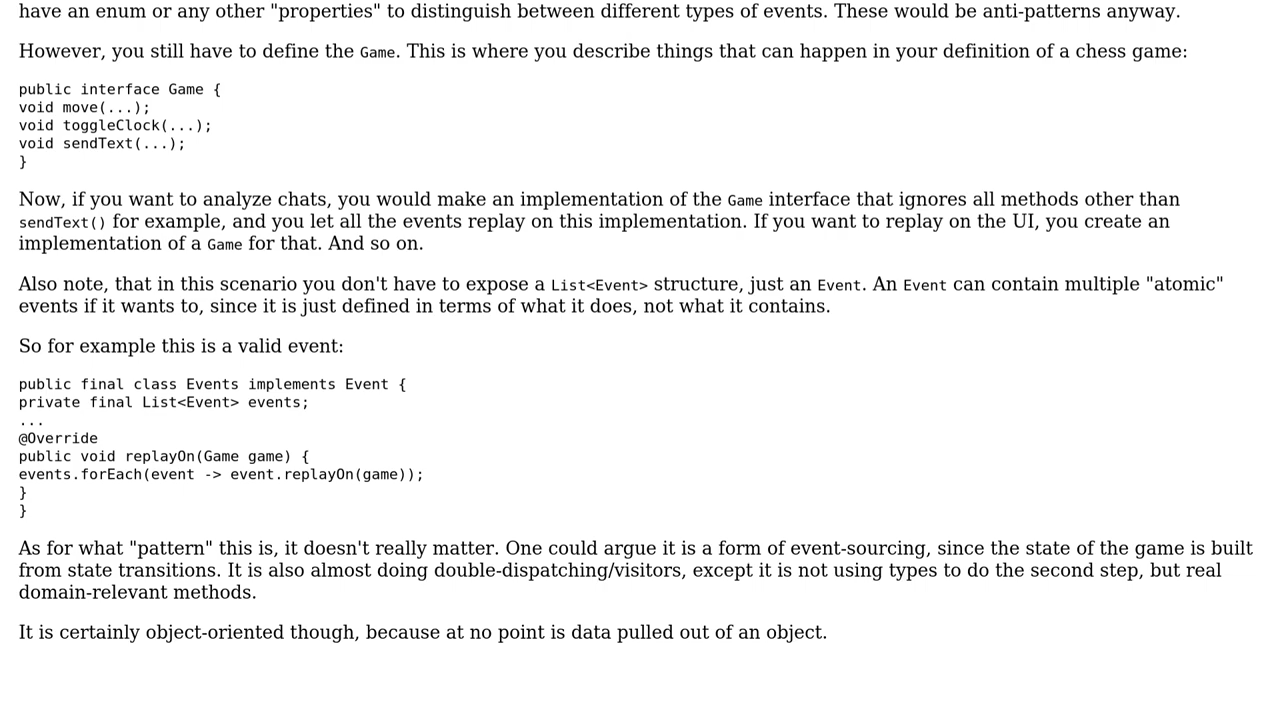 have an enum or any other "properties" to distinguish between different types of events. These would be anti-patterns anyway.
However, you still have to define the Game. This is where you describe things that can happen in your definition of a chess game:
public interface Game {
void move(...);
void toggleClock(...);
void sendText(...);
}
Now, if you want to analyze chats, you would make an implementation of the Game interface that ignores all methods other than
sendText() for example, and you let all the events replay on this implementation. If you want to replay on the UI, you create an
implementation of a Game for that. And so on.
Also note, that in this scenario you don't have to expose a List<Event> structure, just an Event. An Event can contain multiple "atomic"
events if it wants to, since it is just defined in terms of what it does, not what it contains.
So for example this is a valid event:
public final class Events implements Event {
private final List<Event> events;
...
@Override
public void replayOn(Game game) {
events.forEach(event -> event.replayOn(game));
}
}
As for what "pattern" this is, it doesn't really matter. One could argue it is a form of event-sourcing, since the state of the game is built
from state transitions. It is also almost doing double-dispatching/visitors, except it is not using types to do the second step, but real
domain-relevant methods.
It is certainly object-oriented though, because at no point is data pulled out of an object.